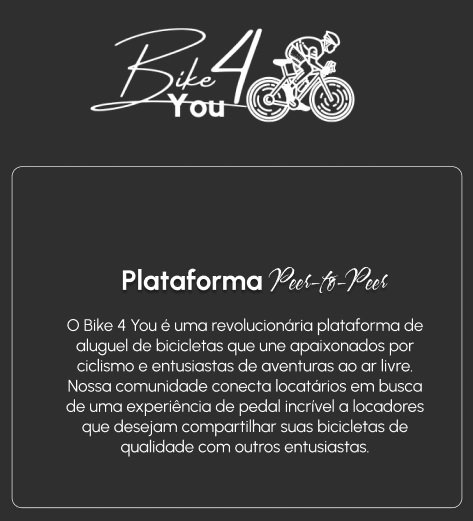 Bike 4
You
Plataforma Peer-to-Peer
O Bike 4 You é uma revolucionária plataforma de
aluguel de bicicletas que une apaixonados por
ciclismo e entusiastas de aventuras ao ar livre.
Nossa comunidade conecta locatários em busca
de uma experiência de pedal incrível a locadores
que desejam compartilhar suas bicicletas de
qualidade com outros entusiastas.